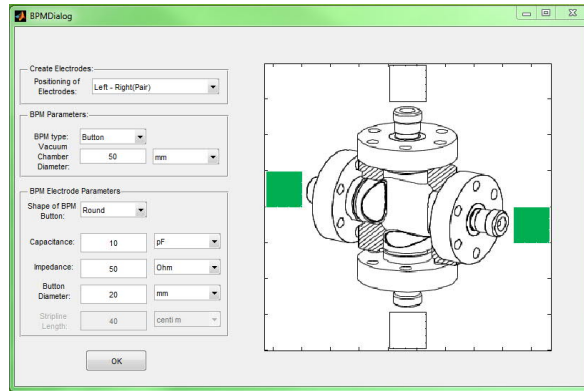 BPMDialog
Create Electrodes:
Positioning of
Electrodes:
Left - Right(Pair)
BPM Parameters:
BPM type:
Button
Vacuum
Chamber
Diameter:
50
mm
BPM Electrode Parameters
Shape of BPM
Button:
Round
Capacitance:
10
pF
Impedance:
50
Ohm
Button
Diameter:
20
mm
Stripline
Length:
40
centi m
OK